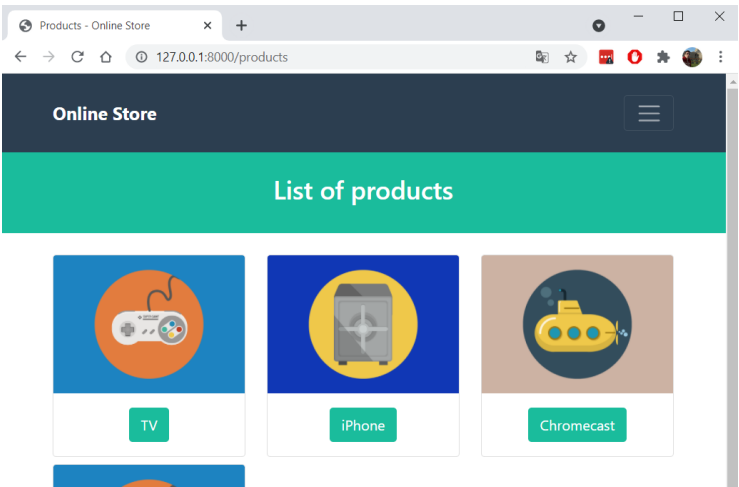 Products - Online Store
127.0.0.1:8000/products
Online Store
List of products
TV
iPhone
Chromecast